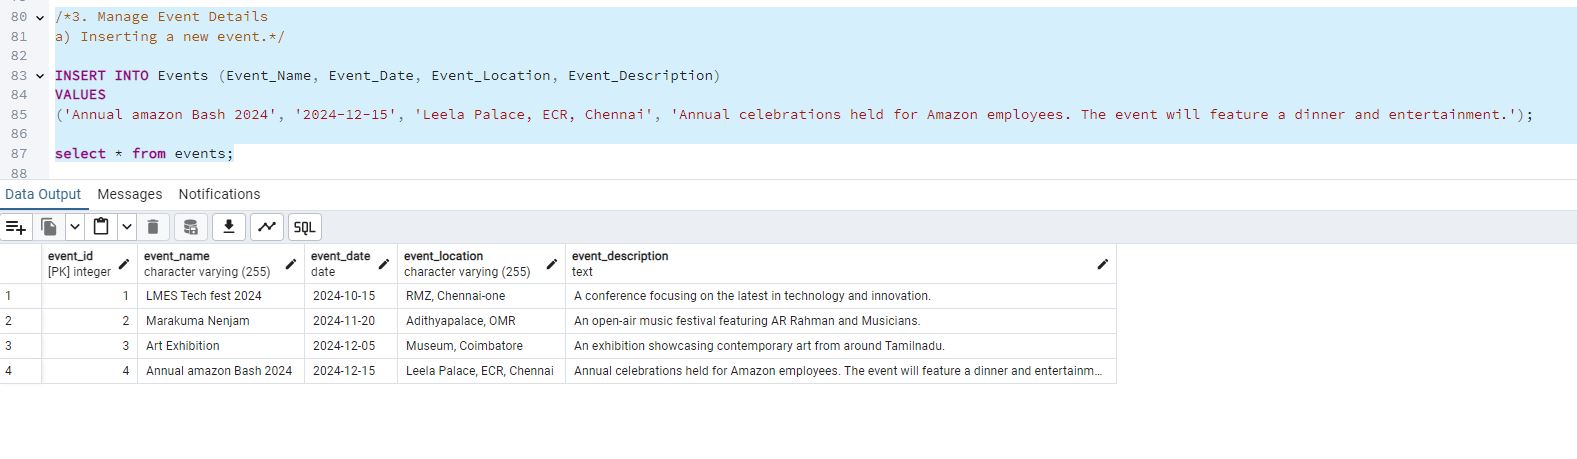 80 /*3. Manage Event Details
81 a) Inserting a new event.*/
82
83 INSERT INTO Events (Event_Name, Event_Date, Event_Location, Event_Description)
84 VALUES
85 ('Annual amazon Bash 2024', '2024-12-15', 'Leela Palace, ECR, Chennai', 'Annual celebrations held for Amazon employees. The event will feature a dinner and entertainment.');
86
87 select * from events;
88
Data Output Messages Notifications
SQL
event_id event_name event_date event_location event_description
[PK] integer character varying (255) date character varying (255) text
1 1 LMES Tech fest 2024 2024-10-15 RMZ, Chennai-one A conference focusing on the latest in technology and innovation.
2 2 Marakuma Nenjam 2024-11-20 Adithyapalace, OMR An open-air music festival featuring AR Rahman and Musicians.
3 3 Art Exhibition 2024-12-05 Museum, Coimbatore An exhibition showcasing contemporary art from around Tamilnadu.
4 4 Annual amazon Bash 2024 2024-12-15 Leela Palace, ECR, Chennai Annual celebrations held for Amazon employees. The event will feature a dinner and entertainm...